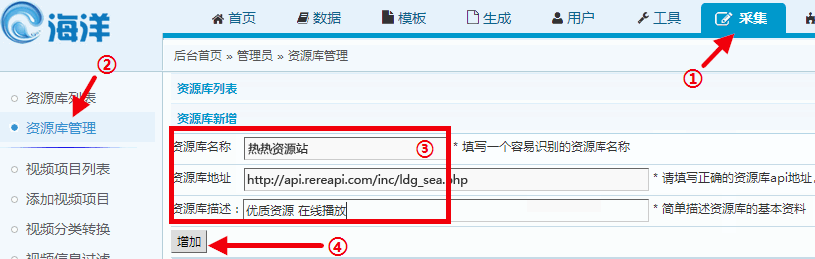 海洋 首页 数据 模板 生成 用户 工具 采集
①
后台首页 » 管理员 » 资源库管理
②
资源库列表
资源库管理
视频项目列表
添加视频项目
视频分类转换
视频信息过滤
资源库列表
资源库新增
资源库名称 热热资源站 ③ * 填写一个容易识别的资源库名称
资源库地址 http://api.rereapi.com/inc/ldg_sea.php * 请填写正确的资源库api地址
资源库描述: 优质资源 在线播放 * 简单描述资源库的基本资料
增加 ④